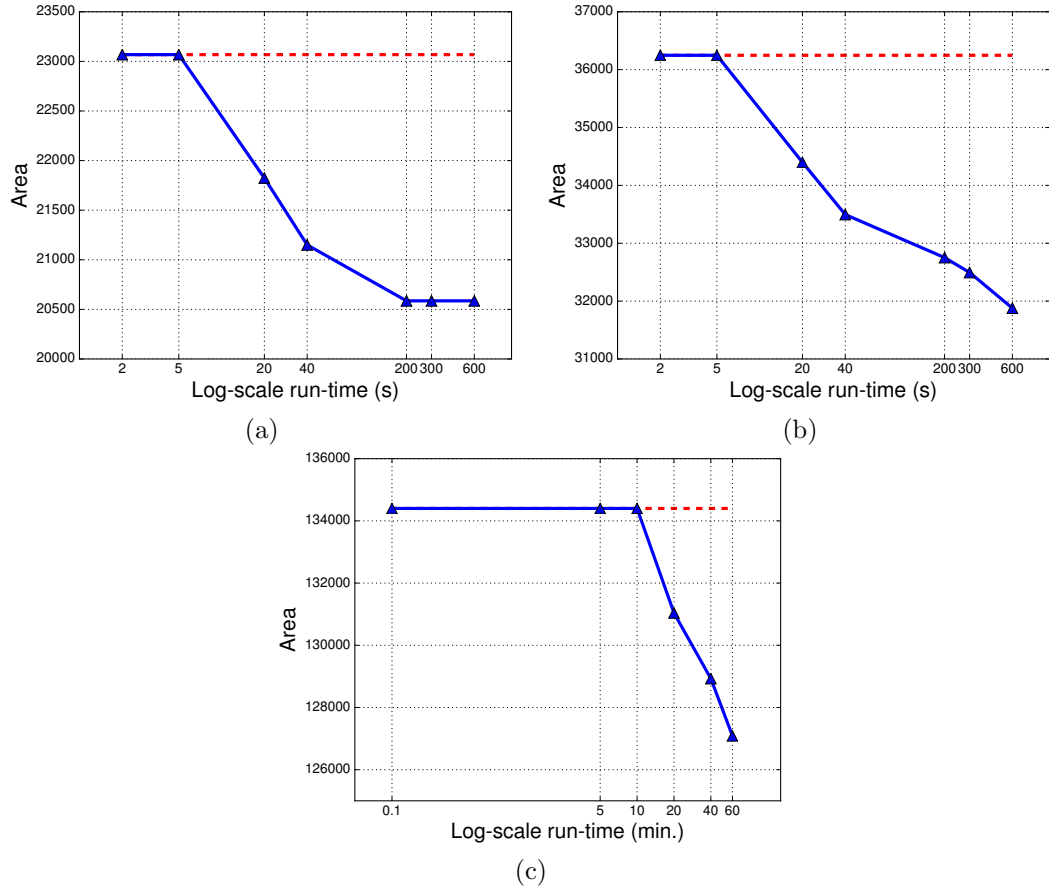 23500
23000
22500
22000
21500
21000
20500
20000
Area
2 5 20 40 200 300 600
Log-scale run-time (s)
(a)
37000
36000
35000
34000
33000
32000
31000
Area
2 5 20 40 200 300 600
Log-scale run-time (s)
(b)
136000
134000
132000
130000
128000
126000
Area
0.1 5 10 20 40 60
Log-scale run-time (min.)
(c)